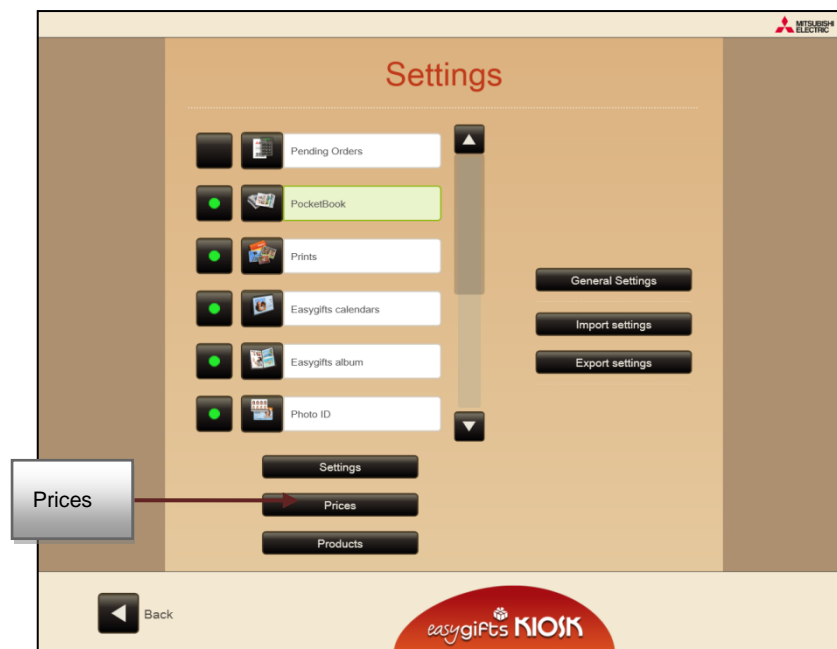 MITSUBISHI
ELECTRIC
Settings
Pending Orders
PocketBook
Prints
Easygifts calendars
Easygifts album
Photo ID
General Settings
Import settings
Export settings
Settings
Prices
Prices
Products
Back
easygifts KIOSK